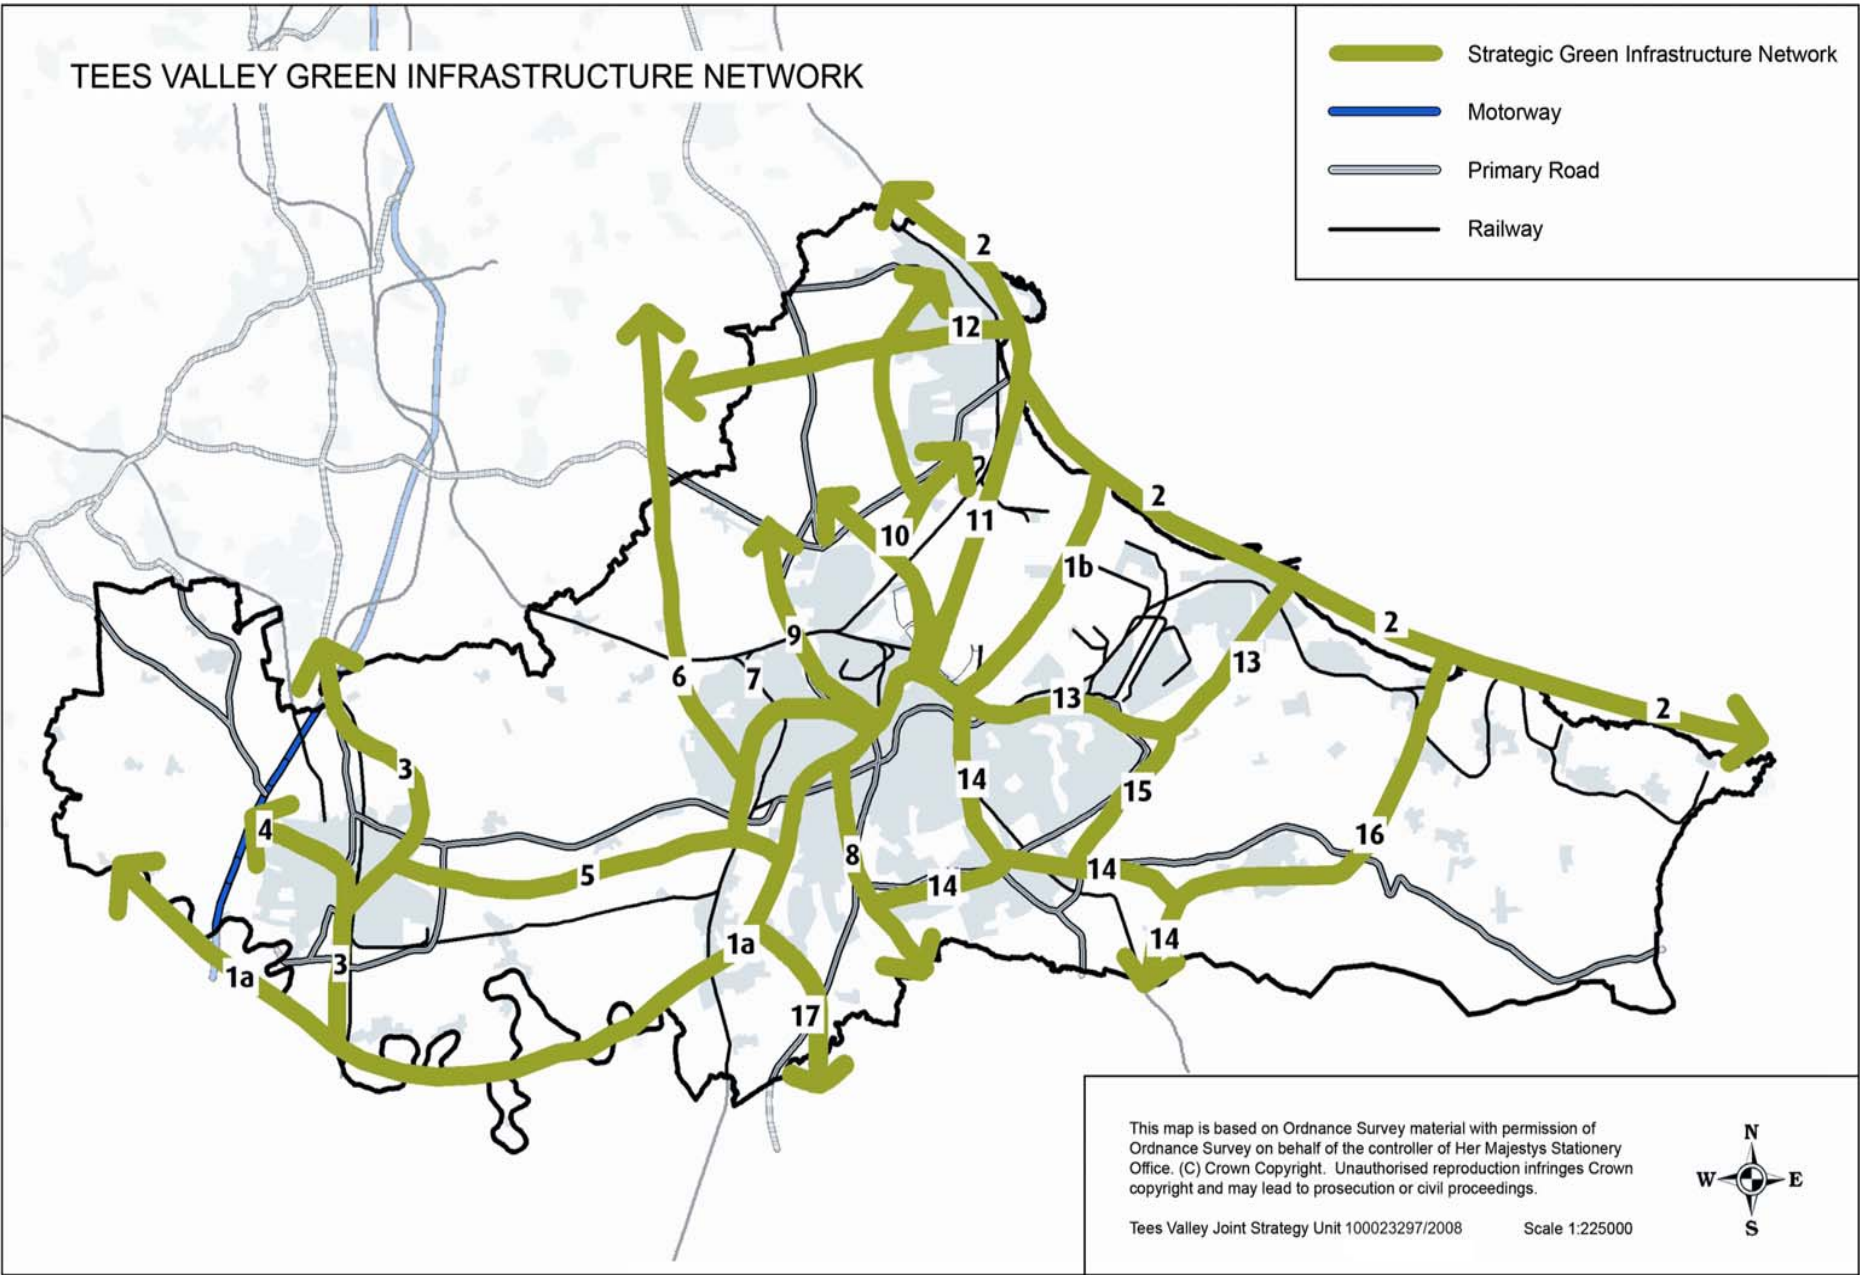 TEES VALLEY GREEN INFRASTRUCTURE NETWORK
Strategic Green Infrastructure Network
Motorway
Primary Road
Railway
2
12
2
10
11
1b
2
9
13
6
7
13
2
3
14
15
4
16
8
5
14
14
1a
14
1a
3
17
This map is based on Ordnance Survey material with permission of
Ordnance Survey on behalf of the controller of Her Majestys Stationery
Office. (C) Crown Copyright. Unauthorised reproduction infringes Crown
copyright and may lead to prosecution or civil proceedings.
Tees Valley Joint Strategy Unit 100023297/2008 Scale 1:225000
N
W E
S